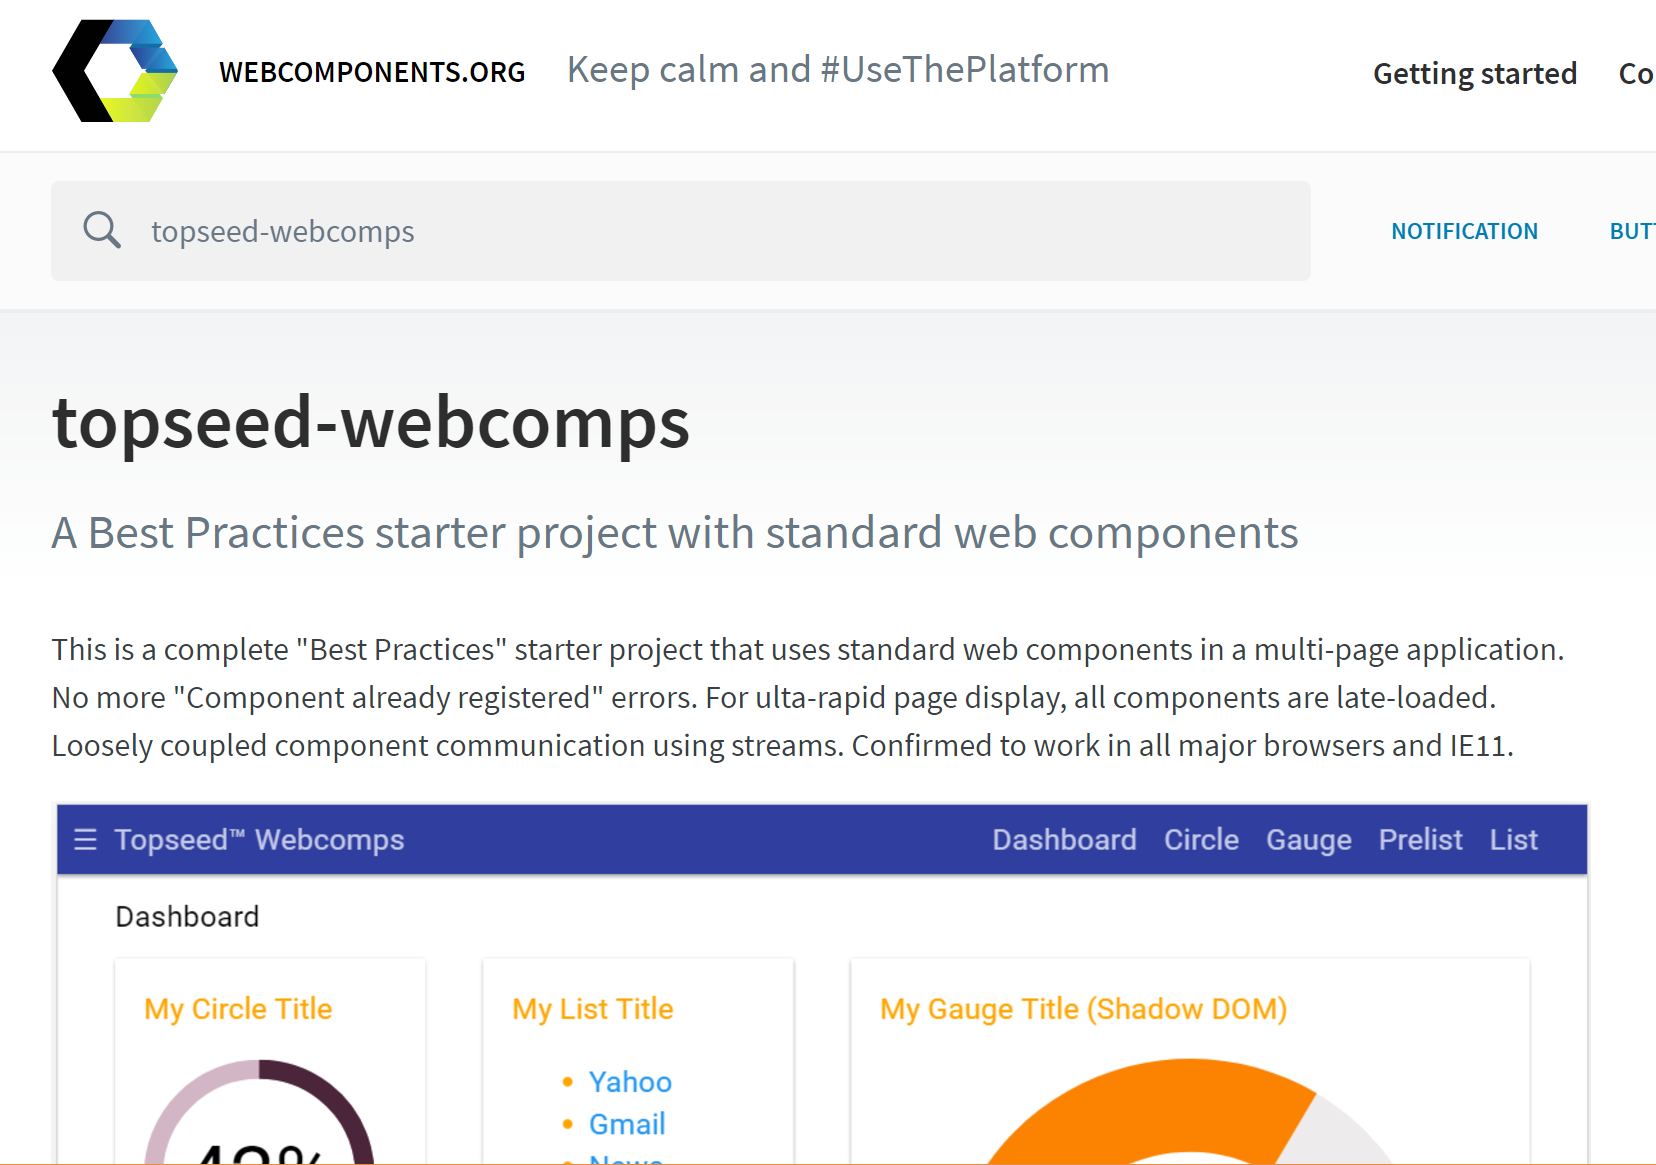 WEBCOMPONENTS.ORG Keep calm and #UseThePlatform Getting started
topseed-webcomps NOTIFICATION
topseed-webcomps
A Best Practices starter project with standard web components
This is a complete "Best Practices" starter project that uses standard web components in a multi-page application.
No more "Component already registered" errors. For ulta-rapid page display, all components are late-loaded.
Loosely coupled component communication using streams. Confirmed to work in all major browsers and IE11.
☰ Topseed™ Webcomps Dashboard Circle Gauge Prelist List
Dashboard
My Circle Title My List Title My Gauge Title (Shadow DOM)
Yahoo
Gmail